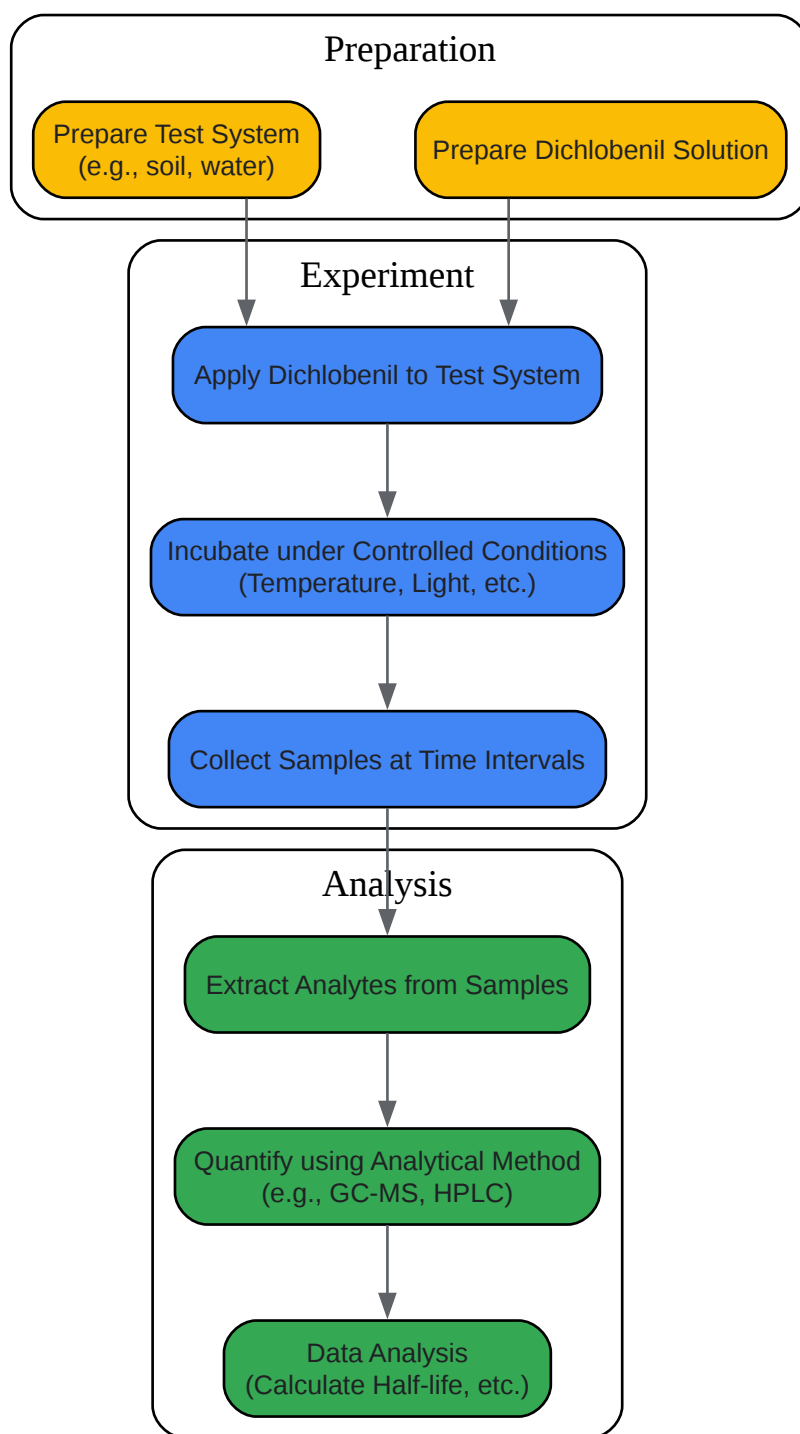 Preparation
Prepare Test System
(e.g., soil, water)
Prepare Dichlobenil Solution
Experiment
Apply Dichlobenil to Test System
Incubate under Controlled Conditions
(Temperature, Light, etc.)
Collect Samples at Time Intervals
Analysis
Extract Analytes from Samples
Quantify using Analytical Method
(e.g., GC-MS, HPLC)
Data Analysis
(Calculate Half-life, etc.)